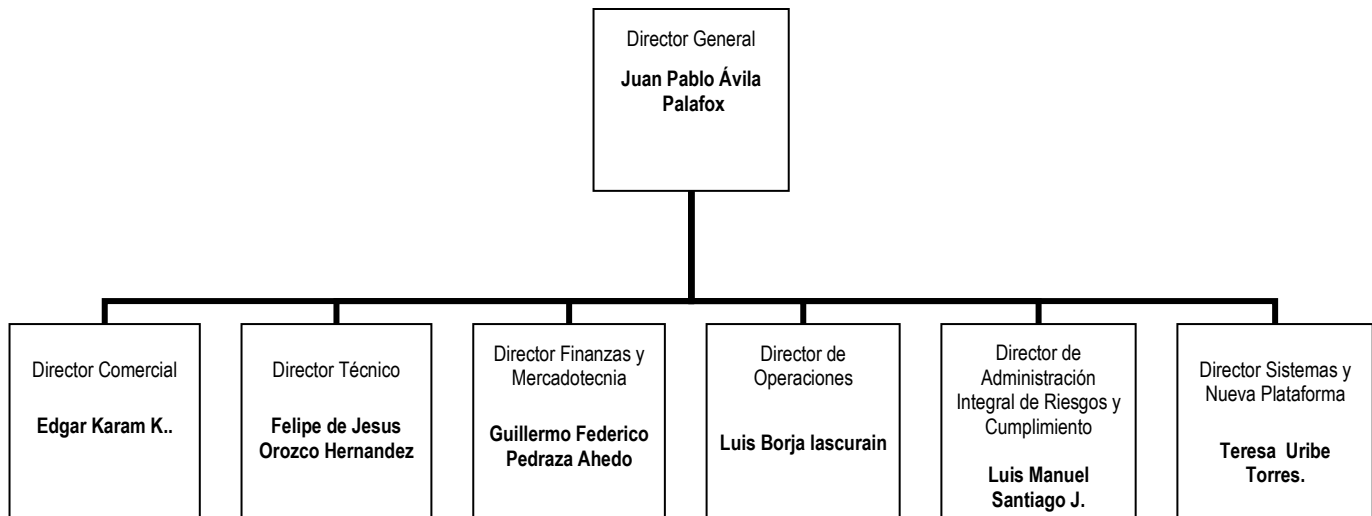 Director General
Juan Pablo Ávila
Palafox
Director Comercial
Edgar Karam K..
Director Técnico
Felipe de Jesus
Orozco Hernandez
Director Finanzas y
Mercadotecnia
Guillermo Federico
Pedraza Ahedo
Director de
Operaciones
Luis Borja Iascurain
Director de
Administración
Integral de Riesgos y
Cumplimiento
Luis Manuel
Santiago J.
Director Sistemas y
Nueva Plataforma
Teresa Uribe
Torres.